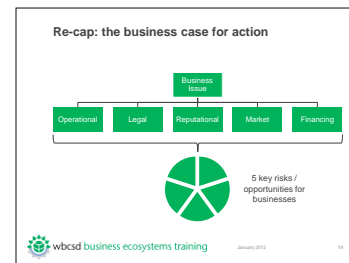 Re-cap: the business case for action
Business
Issue
Operational
Legal
Reputational
Market
Financing
5 key risks /
opportunities for
businesses
wbcsd business ecosystems training
January 2012
19